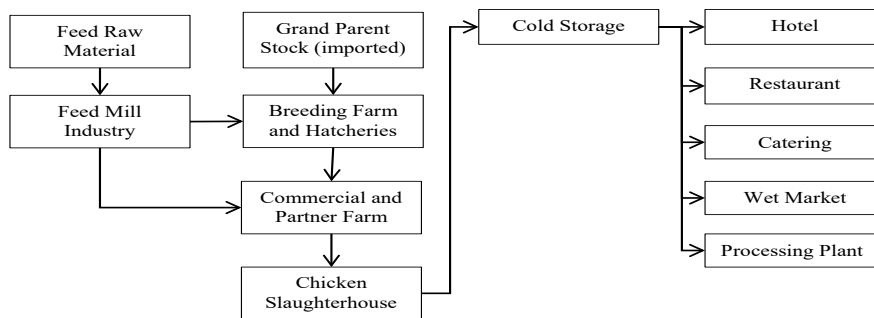 Feed Raw
Material
Grand Parent
Stock (imported)
Cold Storage
Hotel
Feed Mill
Industry
Breeding Farm
and Hatcheries
Restaurant
Catering
Commercial and
Partner Farm
Wet Market
Chicken
Slaughterhouse
Processing Plant